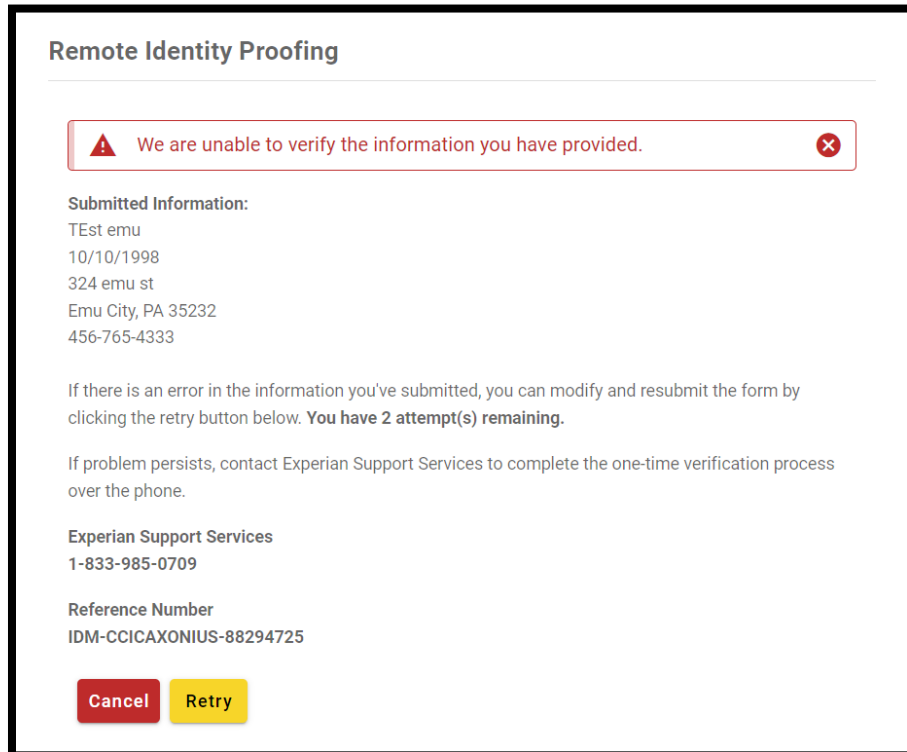 Remote Identity Proofing
We are unable to verify the information you have provided.
Submitted Information:
TEst emu
10/10/1998
324 emu st
Emu City, PA 35232
456-765-4333
If there is an error in the information you've submitted, you can modify and resubmit the form by
clicking the retry button below. You have 2 attempt(s) remaining.
If problem persists, contact Experian Support Services to complete the one-time verification process
over the phone.
Experian Support Services
1-833-985-0709
Reference Number
IDM-CCICAXONIUS-88294725
Cancel Retry